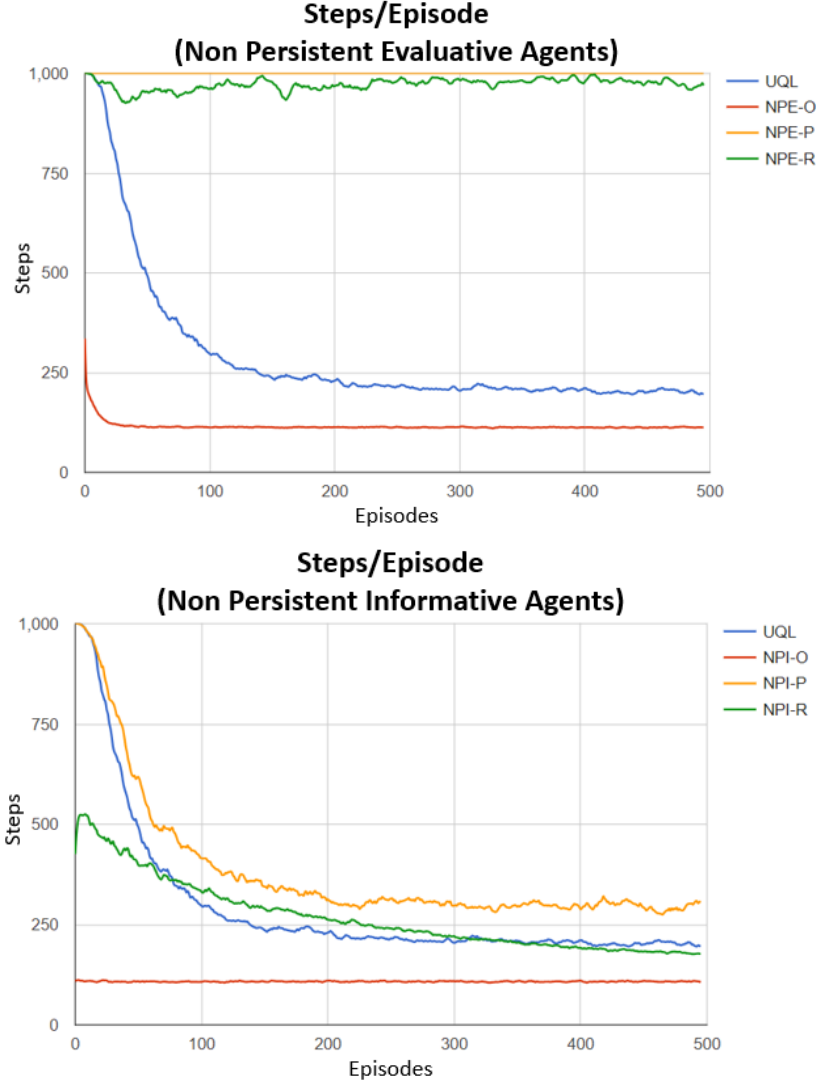 Steps/Episode
(Non Persistent Evaluative Agents)
1,000
750
500
250
0
Steps
0 100 200 300 400 500
Episodes
UQL
NPE-O
NPE-P
NPE-R
Steps/Episode
(Non Persistent Informative Agents)
1,000
750
500
250
0
Steps
0 100 200 300 400 500
Episodes
UQL
NPI-O
NPI-P
NPI-R